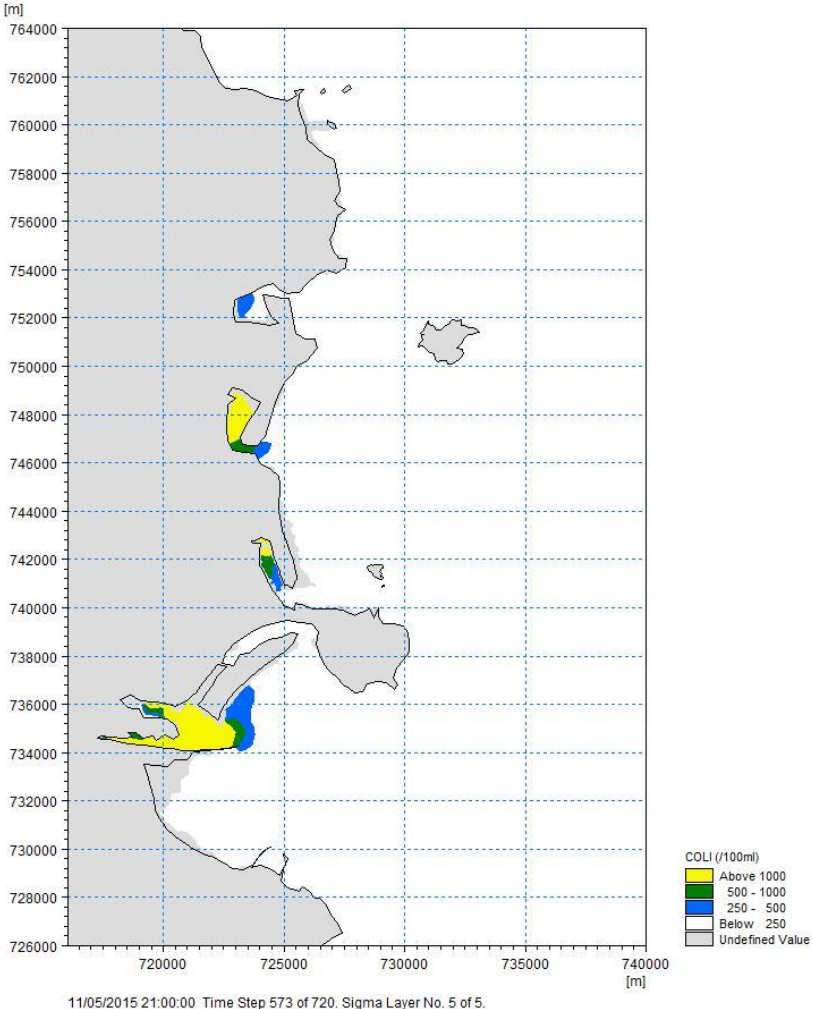 [m]
764000
762000
760000
758000
756000
754000
752000
750000
748000
746000
744000
742000
740000
738000
736000
734000
732000
730000
728000
726000
720000 725000 730000 735000 740000
[m]
COLI (/100ml)
Above 1000
500 - 1000
250 - 500
Below 250
Undefined Value
11/05/2015 21:00:00 Time Step 573 of 720. Sigma Layer No. 5 of 5.